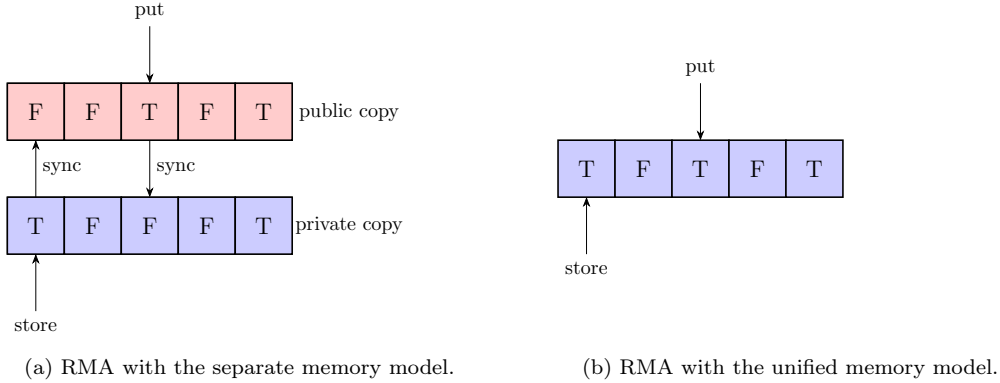 put
F F T F T public copy
sync sync
T F F F T private copy
store
(a) RMA with the separate memory model.
put
T F T F T
store
(b) RMA with the unified memory model.